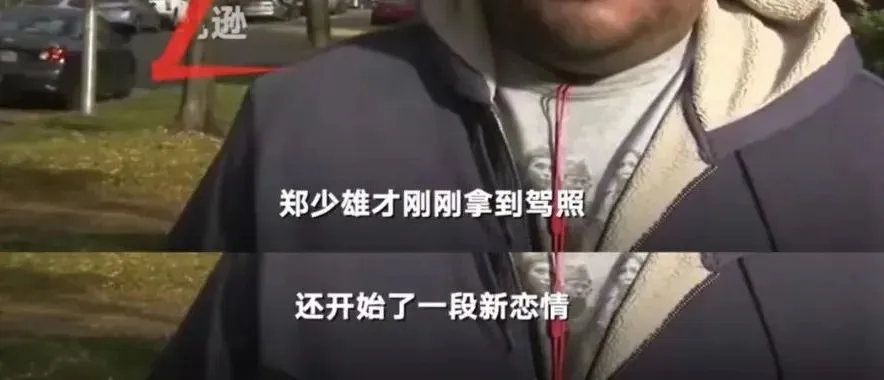 逊
郑少雄才刚刚拿到驾照
还开始了一段新恋情